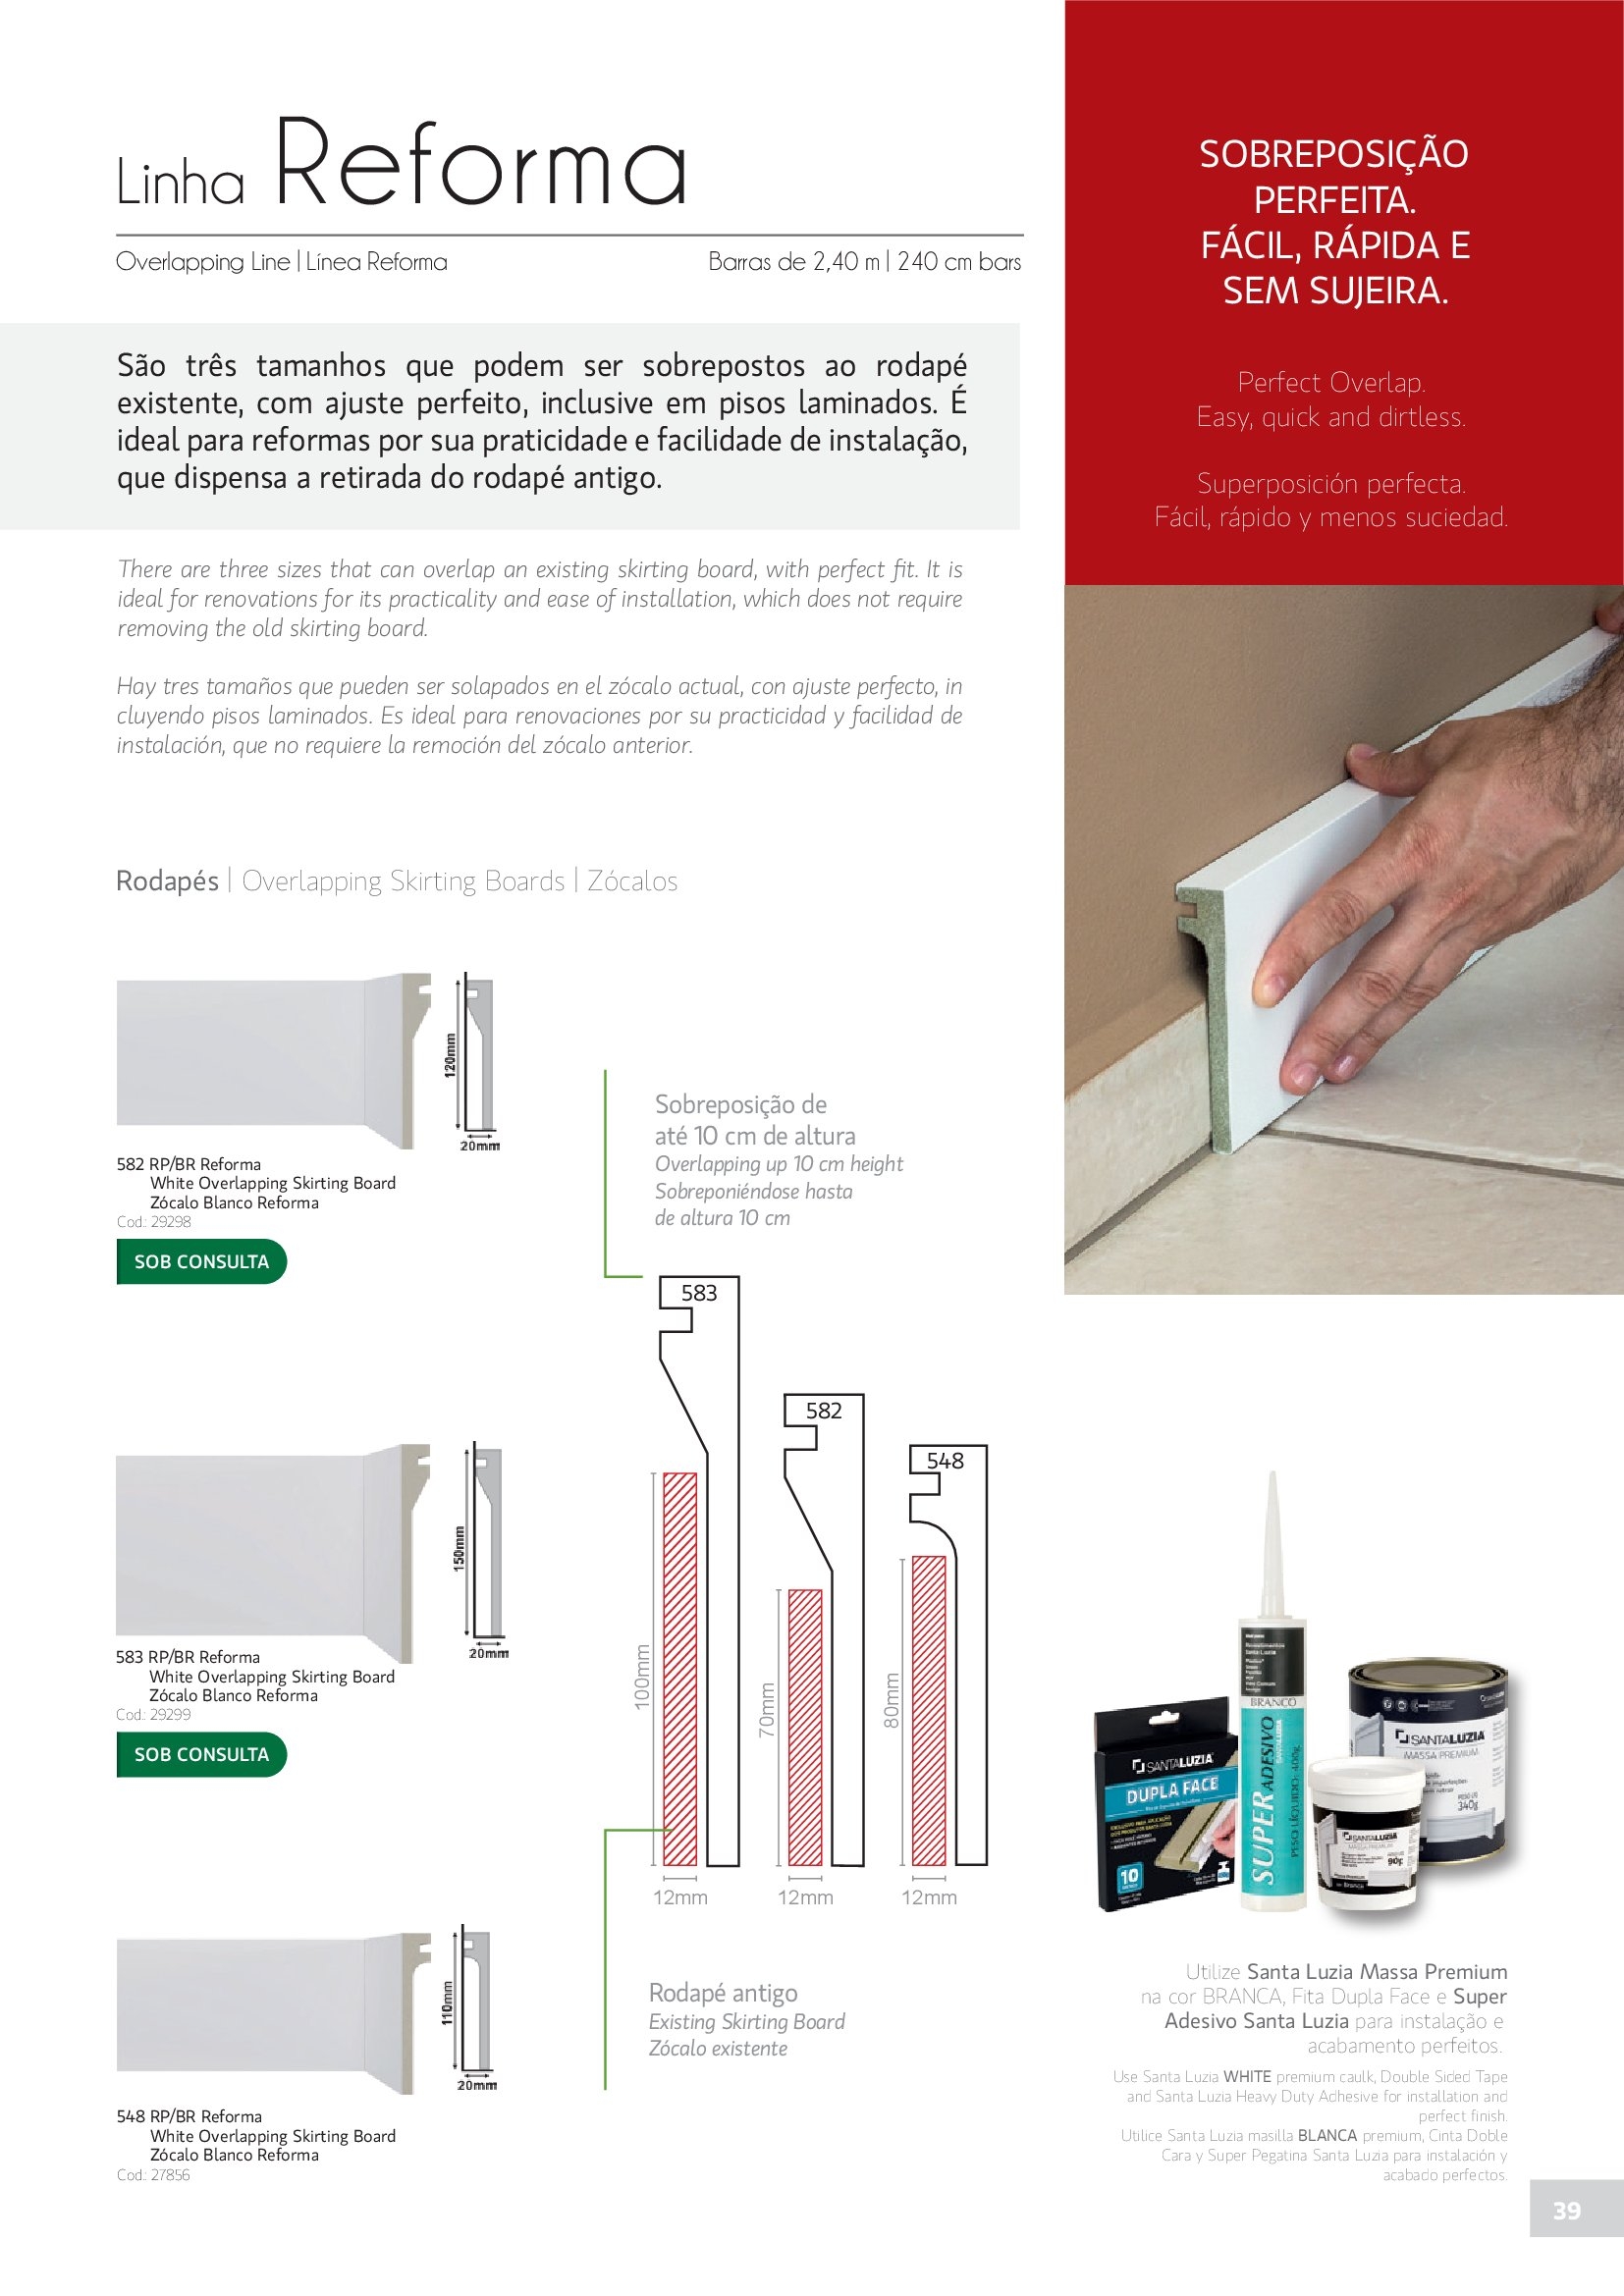 Linha Reforma
Overlapping Line | Línea Reforma
Barras de 2,40 m | 240 cm bars
São três tamanhos que podem ser sobrepostos ao rodapé
existente, com ajuste perfeito, inclusive em pisos laminados. É
ideal para reformas por sua praticidade e facilidade de instalação,
que dispensa a retirada do rodapé antigo.
There are three sizes that can overlap an existing skirting board, with perfect fit. It is
ideal for renovations for its practicality and ease of installation, which does not require
removing the old skirting board.
Hay tres tamaños que pueden ser solapados en el zócalo actual, con ajuste perfecto, in
cluyendo pisos laminados. Es ideal para renovaciones por su practicidad y facilidad de
instalación, que no requiere la remoción del zócalo anterior.
SOBREPOSIÇÃO
PERFEITA.
FÁCIL, RÁPIDA E
SEM SUJEIRA.
Perfect Overlap.
Easy, quick and dirtless.
Superposición perfecta.
Fácil, rápido y menos suciedad.
Rodapés | Overlapping Skirting Boards | Zócalos
120mm
20mm
582 RP/BR Reforma
White Overlapping Skirting Board
Zócalo Blanco Reforma
Cod.: 29298
SOB CONSULTA
150mm
20mm
583 RP/BR Reforma
White Overlapping Skirting Board
Zócalo Blanco Reforma
Cod.: 29299
SOB CONSULTA
110mm
20mm
548 RP/BR Reforma
White Overlapping Skirting Board
Zócalo Blanco Reforma
Cod.: 27856
Sobreposição de
até 10 cm de altura
Overlapping up 10 cm height
Sobreponiéndose hasta
de altura 10 cm
583
582
548
100mm
70mm
80mm
12mm
12mm
12mm
Rodapé antigo
Existing Skirting Board
Zócalo existente
SANTALUZIA
DUPLA FACE
10
BRANCO
SUPER ADESIVO
SANTALUZIA
PESO LÍQUIDO: 400g
SANTALUZIA
MASSA PREMIUM
340g
SANTALUZIA
MASSA PREMIUM
90g
Utilize Santa Luzia Massa Premium
na cor BRANCA, Fita Dupla Face e Super
Adesivo Santa Luzia para instalação e
acabamento perfeitos.
Use Santa Luzia WHITE premium caulk, Double Sided Tape
and Santa Luzia Heavy Duty Adhesive for installation and
perfect finish.
Utilice Santa Luzia masilla BLANCA premium, Cinta Doble
Cara y Super Pegatina Santa Luzia para instalación y
acabado perfectos.
39